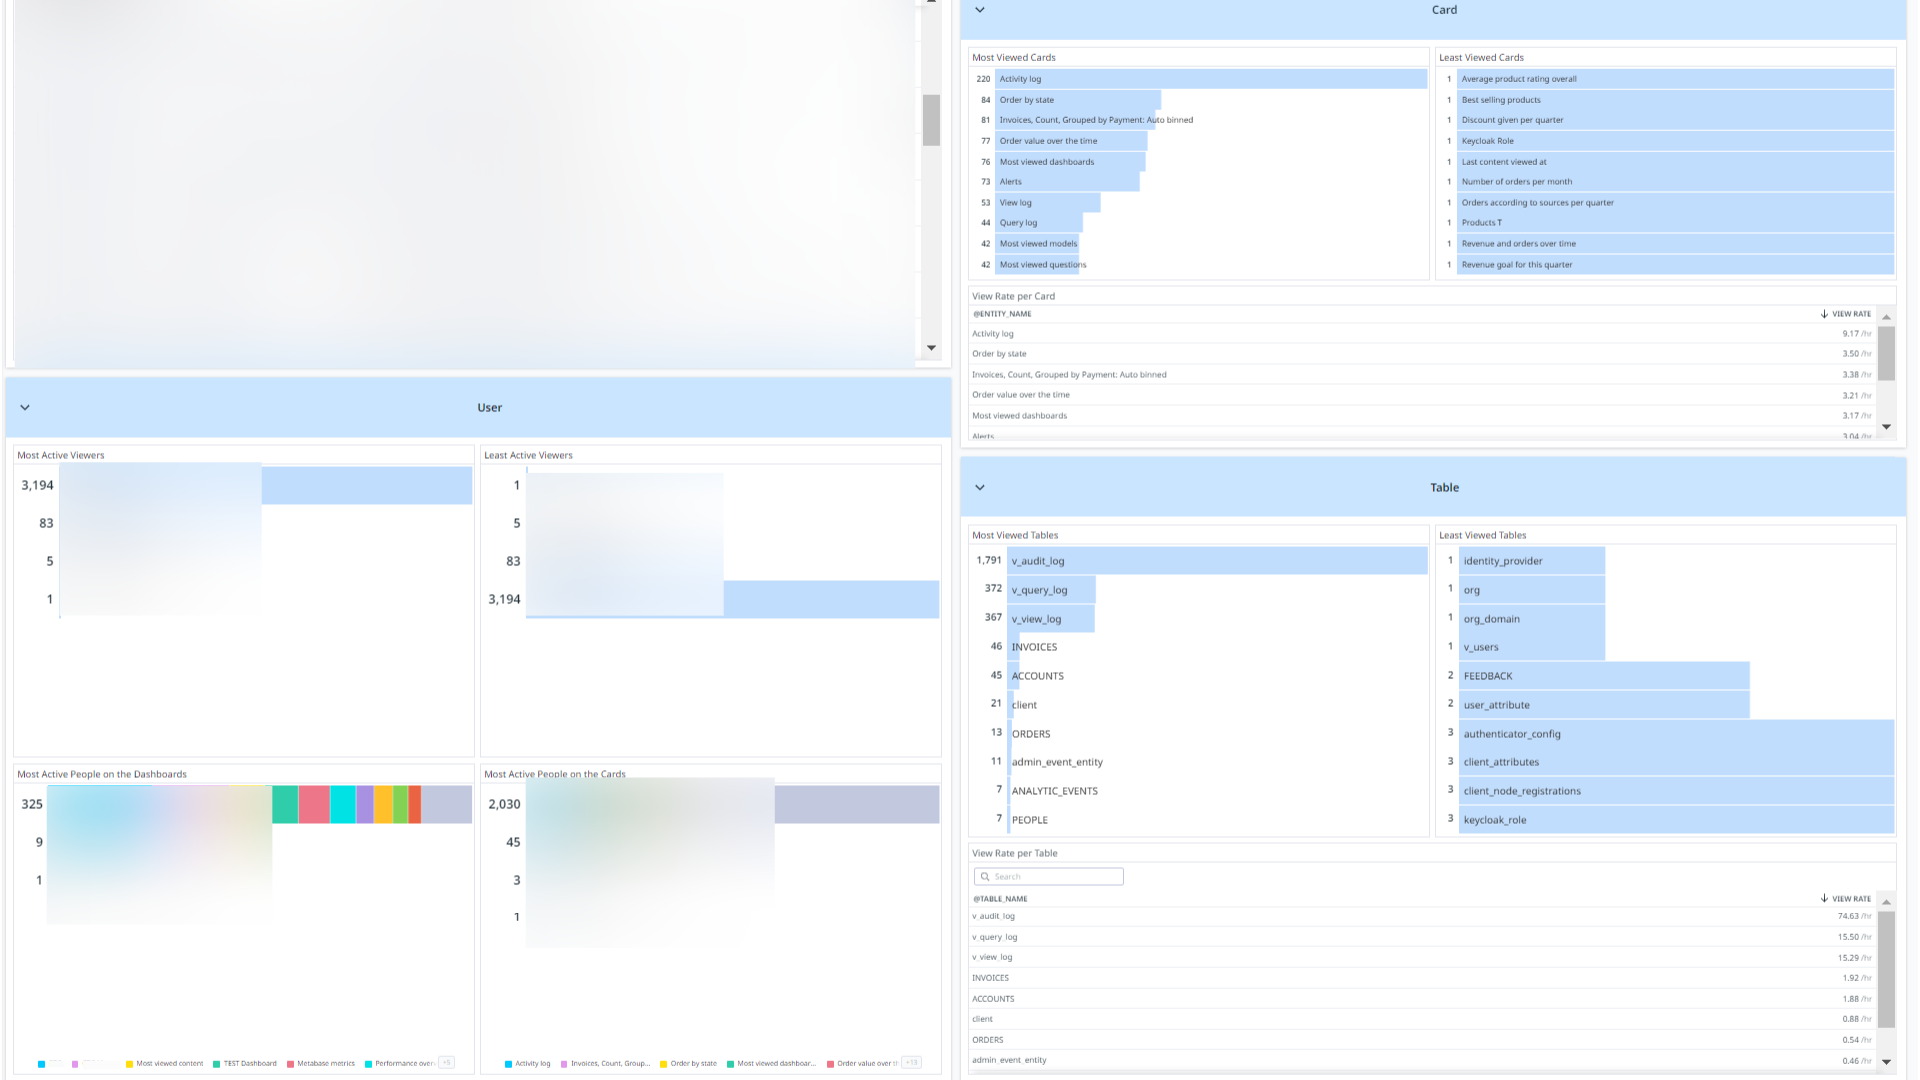 User
Most Active Viewers
3,194
83
5
1
Least Active Viewers
1
5
83
3,194
Most Active People on the Dashboards
325
9
1
Most viewed content TEST Dashboard Metabase metrics Performance over +5
Most Active People on the Cards
2,030
45
3
1
Activity log Invoices, Count, Group... Order by state Most viewed dashboar... Order value over t +13
Card
Most Viewed Cards
220 Activity log
84 Order by state
81 Invoices, Count, Grouped by Payment: Auto binned
77 Order value over the time
76 Most viewed dashboards
73 Alerts
53 View log
44 Query log
42 Most viewed models
42 Most viewed questions
Least Viewed Cards
1 Average product rating overall
1 Best selling products
1 Discount given per quarter
1 Keycloak Role
1 Last content viewed at
1 Number of orders per month
1 Orders according to sources per quarter
1 Products T
1 Revenue and orders over time
1 Revenue goal for this quarter
View Rate per Card
@ENTITY_NAME VIEW RATE
Activity log 9.17 /hr
Order by state 3.50 /hr
Invoices, Count, Grouped by Payment: Auto binned 3.38 /hr
Order value over the time 3.21 /hr
Most viewed dashboards 3.17 /hr
Alerts 3.04 /hr
Table
Most Viewed Tables
1,791 v_audit_log
372 v_query_log
367 v_view_log
46 INVOICES
45 ACCOUNTS
21 client
13 ORDERS
11 admin_event_entity
7 ANALYTIC_EVENTS
7 PEOPLE
Least Viewed Tables
1 identity_provider
1 org
1 org_domain
1 v_users
2 FEEDBACK
2 user_attribute
3 authenticator_config
3 client_attributes
3 client_node_registrations
3 keycloak_role
View Rate per Table
Search
@TABLE_NAME VIEW RATE
v_audit_log 74.63 /hr
v_query_log 15.50 /hr
v_view_log 15.29 /hr
INVOICES 1.92 /hr
ACCOUNTS 1.88 /hr
client 0.88 /hr
ORDERS 0.54 /hr
admin_event_entity 0.46 /hr